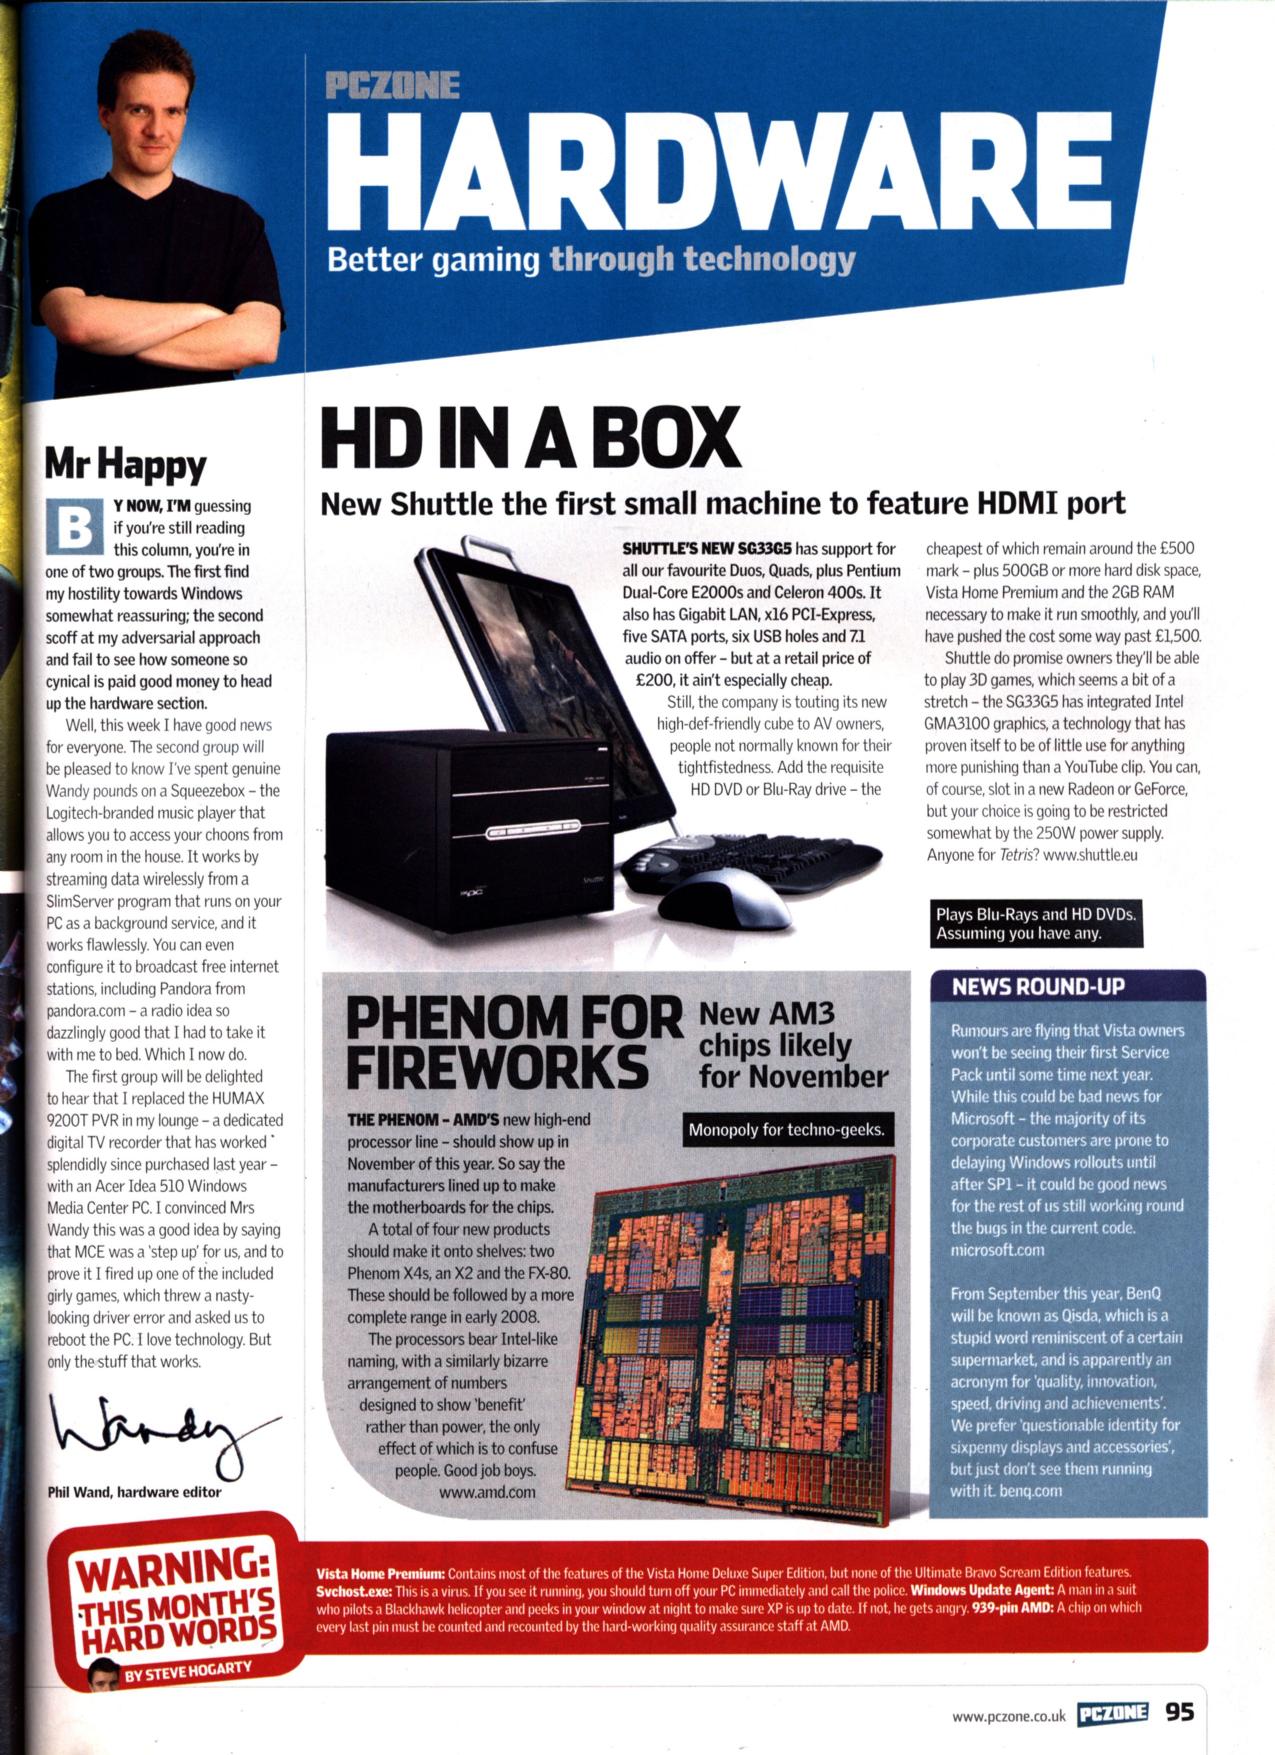 PCZONE
HARDWARE
Better gaming through technology
Mr Happy
BY NOW, I'M guessing
if you're still reading
this column, you're in
one of two groups. The first find
my hostility towards Windows
somewhat reassuring; the second
scoff at my adversarial approach
and fail to see how someone so
cynical is paid good money to head
up the hardware section.
Well, this week I have good news
for everyone. The second group will
be pleased to know I've spent genuine
Wandy pounds on a Squeezebox – the
Logitech-branded music player that
allows you to access your choons from
any room in the house. It works by
streaming data wirelessly from a
SlimServer program that runs on your
PC as a background service, and it
works flawlessly. You can even
configure it to broadcast free internet
stations, including Pandora from
pandora.com – a radio idea so
dazzlingly good that I had to take it
with me to bed. Which I now do.
The first group will be delighted
to hear that I replaced the HUMAX
9200T PVR in my lounge – a dedicated
digital TV recorder that has worked
splendidly since purchased last year –
with an Acer Idea 510 Windows
Media Center PC. I convinced Mrs
Wandy this was a good idea by saying
that MCE was a 'step up' for us, and to
prove it I fired up one of the included
girly games, which threw a nasty-
looking driver error and asked us to
reboot the PC. I love technology. But
only the stuff that works.
Wandy
Phil Wand, hardware editor
HD IN A BOX
New Shuttle the first small machine to feature HDMI port
SHUTTLE'S NEW SG33G5 has support for
all our favourite Duos, Quads, plus Pentium
Dual-Core E2000s and Celeron 400s. It
also has Gigabit LAN, x16 PCI-Express,
five SATA ports, six USB holes and 7.1
audio on offer – but at a retail price of
£200, it ain't especially cheap.
Still, the company is touting its new
high-def-friendly cube to AV owners,
people not normally known for their
tightfistedness. Add the requisite
HD DVD or Blu-Ray drive – the
cheapest of which remain around the £500
mark – plus 500GB or more hard disk space,
Vista Home Premium and the 2GB RAM
necessary to make it run smoothly, and you'll
have pushed the cost some way past £1,500.
Shuttle do promise owners they'll be able
to play 3D games, which seems a bit of a
stretch – the SG33G5 has integrated Intel
GMA3100 graphics, a technology that has
proven itself to be of little use for anything
more punishing than a YouTube clip. You can,
of course, slot in a new Radeon or GeForce,
but your choice is going to be restricted
somewhat by the 250W power supply.
Anyone for Tetris? www.shuttle.eu
Shuttle
Plays Blu-Rays and HD DVDs.
Assuming you have any.
PHENOM FOR
FIREWORKS
New AM3
chips likely
for November
THE PHENOM – AMD'S new high-end
processor line – should show up in
November of this year. So say the
manufacturers lined up to make
the motherboards for the chips.
A total of four new products
should make it onto shelves: two
Phenom X4s, an X2 and the FX-80.
These should be followed by a more
complete range in early 2008.
The processors bear Intel-like
naming, with a similarly bizarre
arrangement of numbers
designed to show 'benefit'
rather than power, the only
effect of which is to confuse
people. Good job boys.
www.amd.com
Monopoly for techno-geeks.
NEWS ROUND-UP
Rumours are flying that Vista owners
won't be seeing their first Service
Pack until some time next year.
While this could be bad news for
Microsoft – the majority of its
corporate customers are prone to
delaying Windows rollouts until
after SP1 – it could be good news
for the rest of us still working round
the bugs in the current code.
microsoft.com
From September this year, BenQ
will be known as Qisda, which is a
stupid word reminiscent of a certain
supermarket, and is apparently an
acronym for 'quality, innovation,
speed, driving and achievements'.
We prefer 'questionable identity for
sixpenny displays and accessories',
but just don't see them running
with it. benq.com
WARNING:
THIS MONTH'S
HARD WORDS
BY STEVE HOGARTY
Vista Home Premium: Contains most of the features of the Vista Home Deluxe Super Edition, but none of the Ultimate Bravo Scream Edition features.
Svchost.exe: This is a virus. If you see it running, you should turn off your PC immediately and call the police. Windows Update Agent: A man in a suit
who pilots a Blackhawk helicopter and peeks in your window at night to make sure XP is up to date. If not, he gets angry. 939-pin AMD: A chip on which
every last pin must be counted and recounted by the hard-working quality assurance staff at AMD.
www.pczone.co.uk PCZONE 95